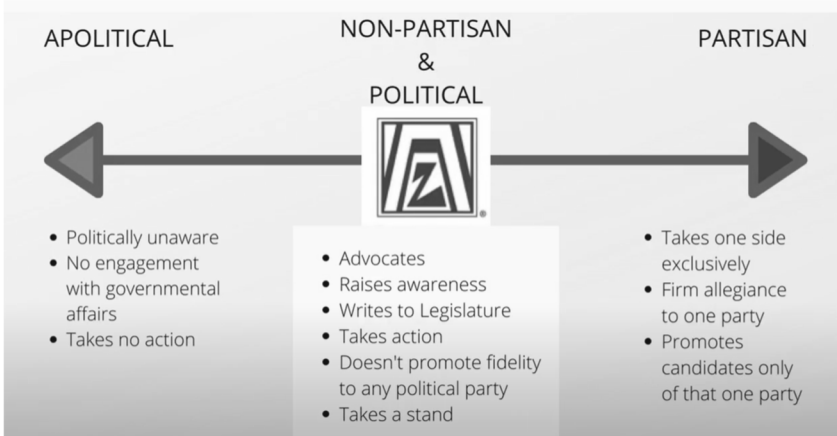 APOLITICAL
NON-PARTISAN
&
POLITICAL
PARTISAN
Z
®
• Politically unaware
• No engagement
with governmental
affairs
• Takes no action
• Advocates
• Raises awareness
• Writes to Legislature
• Takes action
• Doesn't promote fidelity
to any political party
• Takes a stand
• Takes one side
exclusively
• Firm allegiance
to one party
• Promotes
candidates only
of that one party